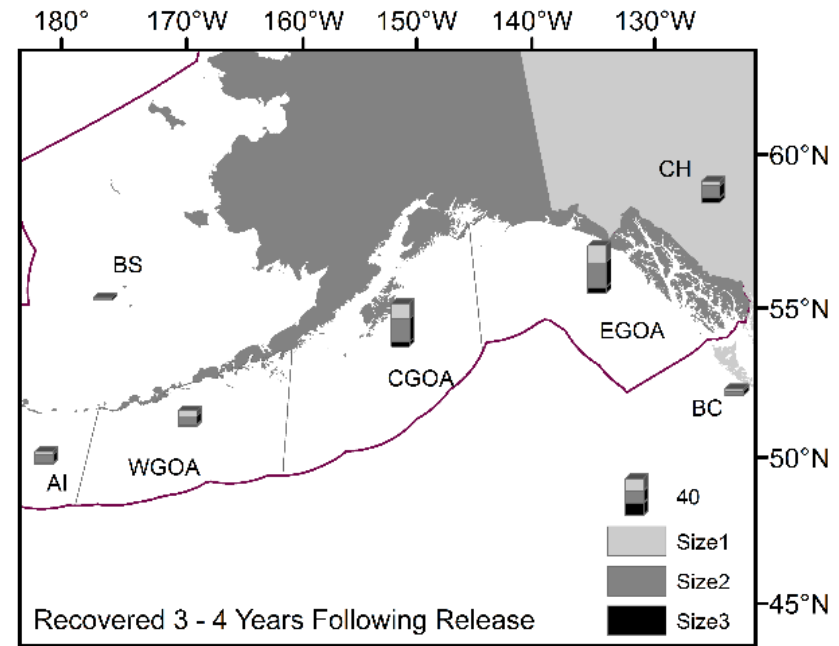 180° 170°W 160°W 150°W 140°W 130°W
60°N
CH
BS
55°N
EGOA
CGOA
BC
WGOA
50°N
AI
40
Size1
Size2
45°N
Size3
Recovered 3 - 4 Years Following Release